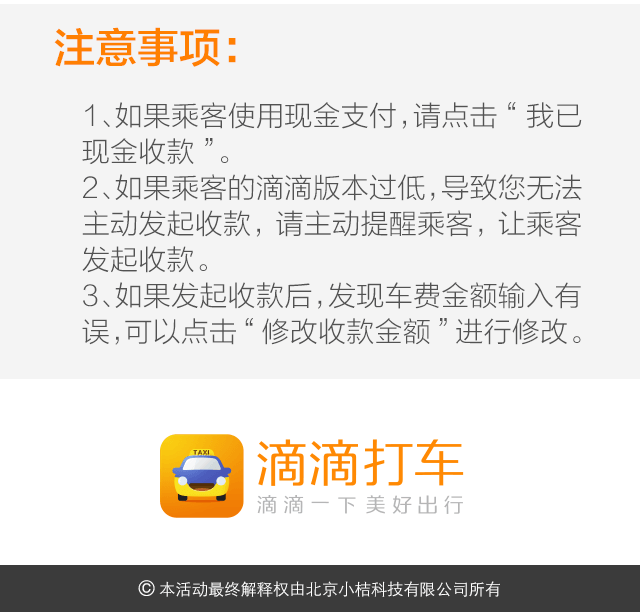 注意事项：
1、如果乘客使用现金支付，请点击“我已
现金收款”。
2、如果乘客的滴滴版本过低，导致您无法
主动发起收款，请主动提醒乘客，让乘客
发起收款。
3、如果发起收款后，发现车费金额输入有
误，可以点击“修改收款金额”进行修改。
TAXI
滴滴打车
滴滴一下 美好出行
© 本活动最终解释权由北京小桔科技有限公司所有